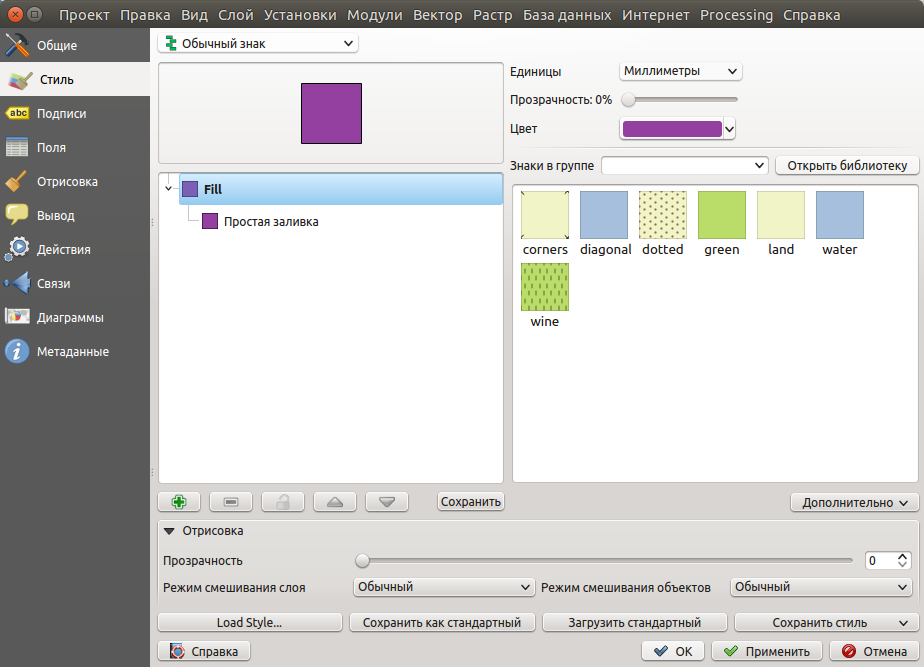 Проект Правка Вид Слой Установки Модули Вектор Растр База данных Интернет Processing Справка
Общие
Стиль
abc Подписи
Поля
Отрисовка
Вывод
Действия
Связи
Диаграммы
Метаданные
Обычный знак
Единицы Миллиметры
Прозрачность: 0%
Цвет
Знаки в группе Открыть библиотеку
Fill
Простая заливка
corners diagonal dotted green land water
wine
Сохранить Дополнительно
Отрисовка
Прозрачность 0
Режим смешивания слоя Обычный Режим смешивания объектов Обычный
Load Style... Сохранить как стандартный Загрузить стандартный Сохранить стиль
Справка OK Применить Отмена